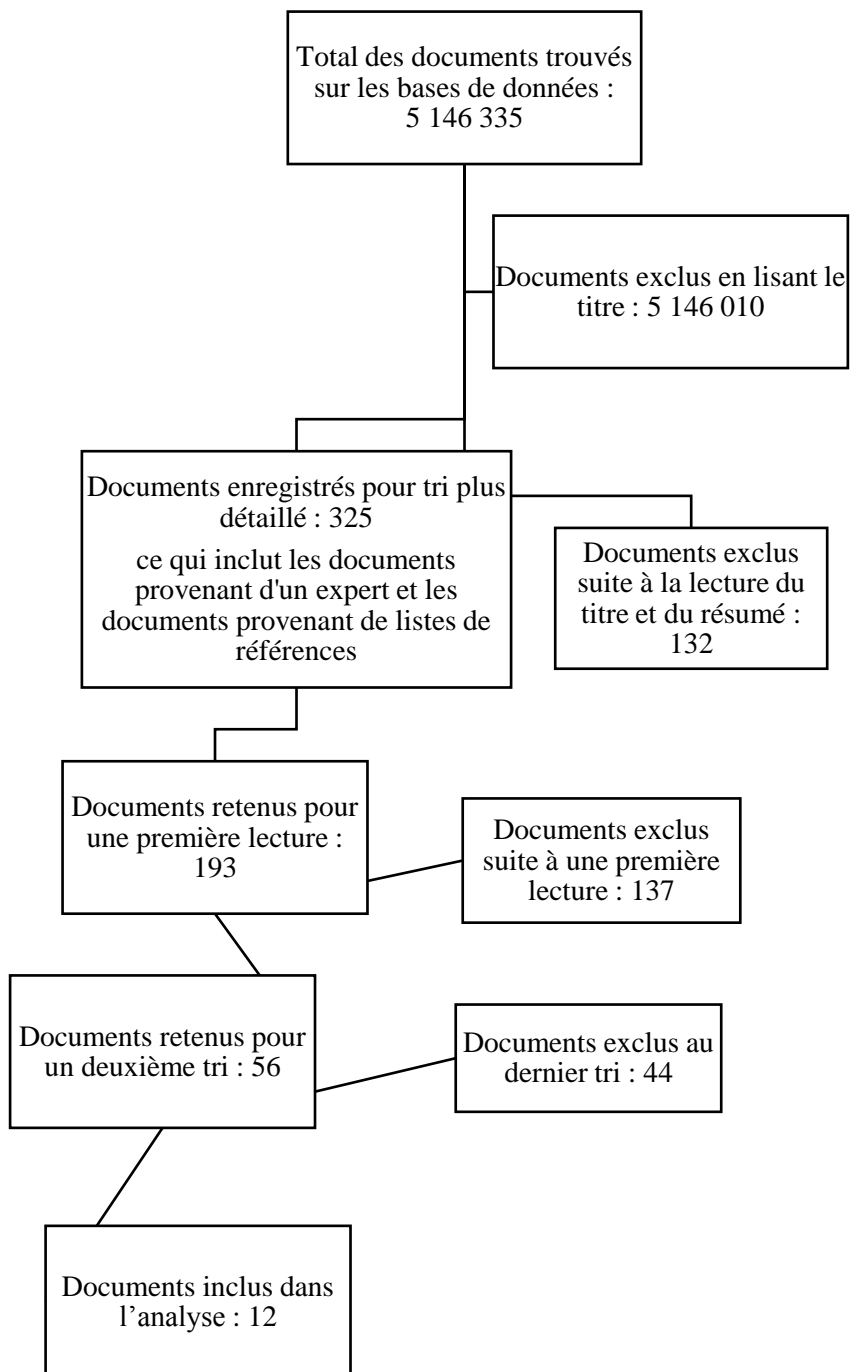 Total des documents trouvés
sur les bases de données :
5 146 335
Documents exclus en lisant le
titre : 5 146 010
Documents enregistrés pour tri plus
détaillé : 325
ce qui inclut les documents
provenant d'un expert et les
documents provenant de listes de
références
Documents exclus
suite à la lecture du
titre et du résumé :
132
Documents retenus pour
une première lecture :
193
Documents exclus
suite à une première
lecture : 137
Documents retenus pour
un deuxième tri : 56
Documents exclus au
dernier tri : 44
Documents inclus dans
l’analyse : 12